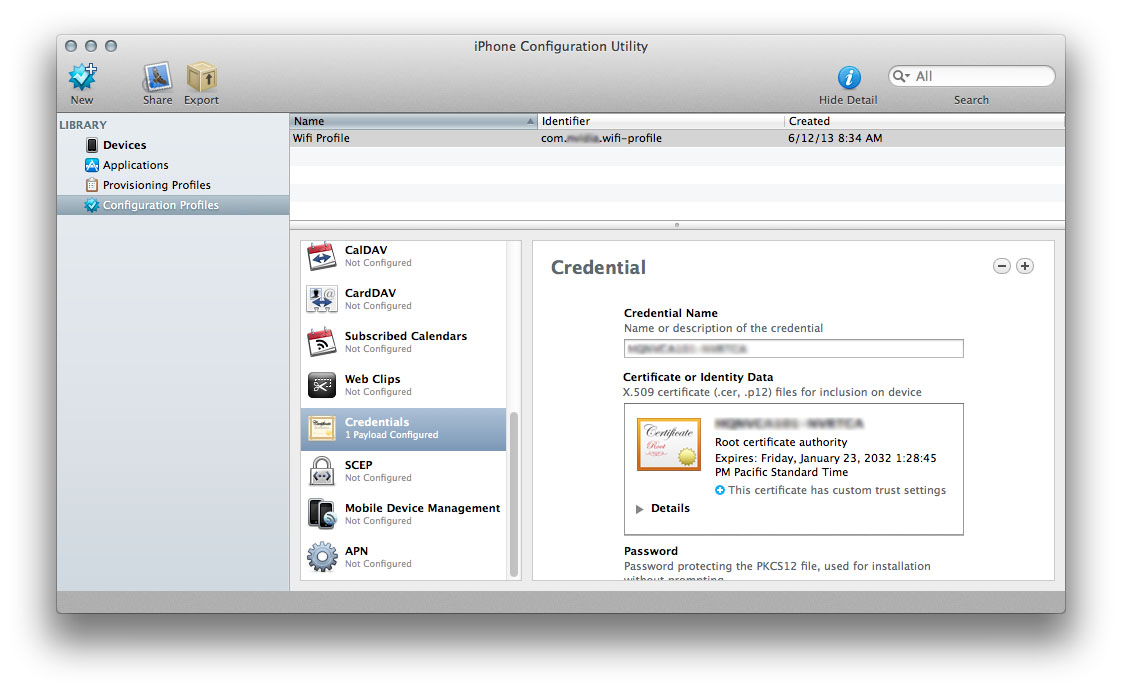 iPhone Configuration Utility
New
Share
Export
Hide Detail
All
Search
LIBRARY
Devices
Applications
Provisioning Profiles
Configuration Profiles
Name
Identifier
Created
Wifi Profile
com. .wifi-profile
6/12/13 8:34 AM
CalDAV
Not Configured
CardDAV
Not Configured
Subscribed Calendars
Not Configured
Web Clips
Not Configured
Credentials
1 Payload Configured
SCEP
Not Configured
Mobile Device Management
Not Configured
APN
Not Configured
Credential
Credential Name
Name or description of the credential
Certificate or Identity Data
X.509 certificate (.cer, .p12) files for inclusion on device
Certificate
Root
Root certificate authority
Expires: Friday, January 23, 2032 1:28:45
PM Pacific Standard Time
This certificate has custom trust settings
Details
Password
Password protecting the PKCS12 file, used for installation
without prompting